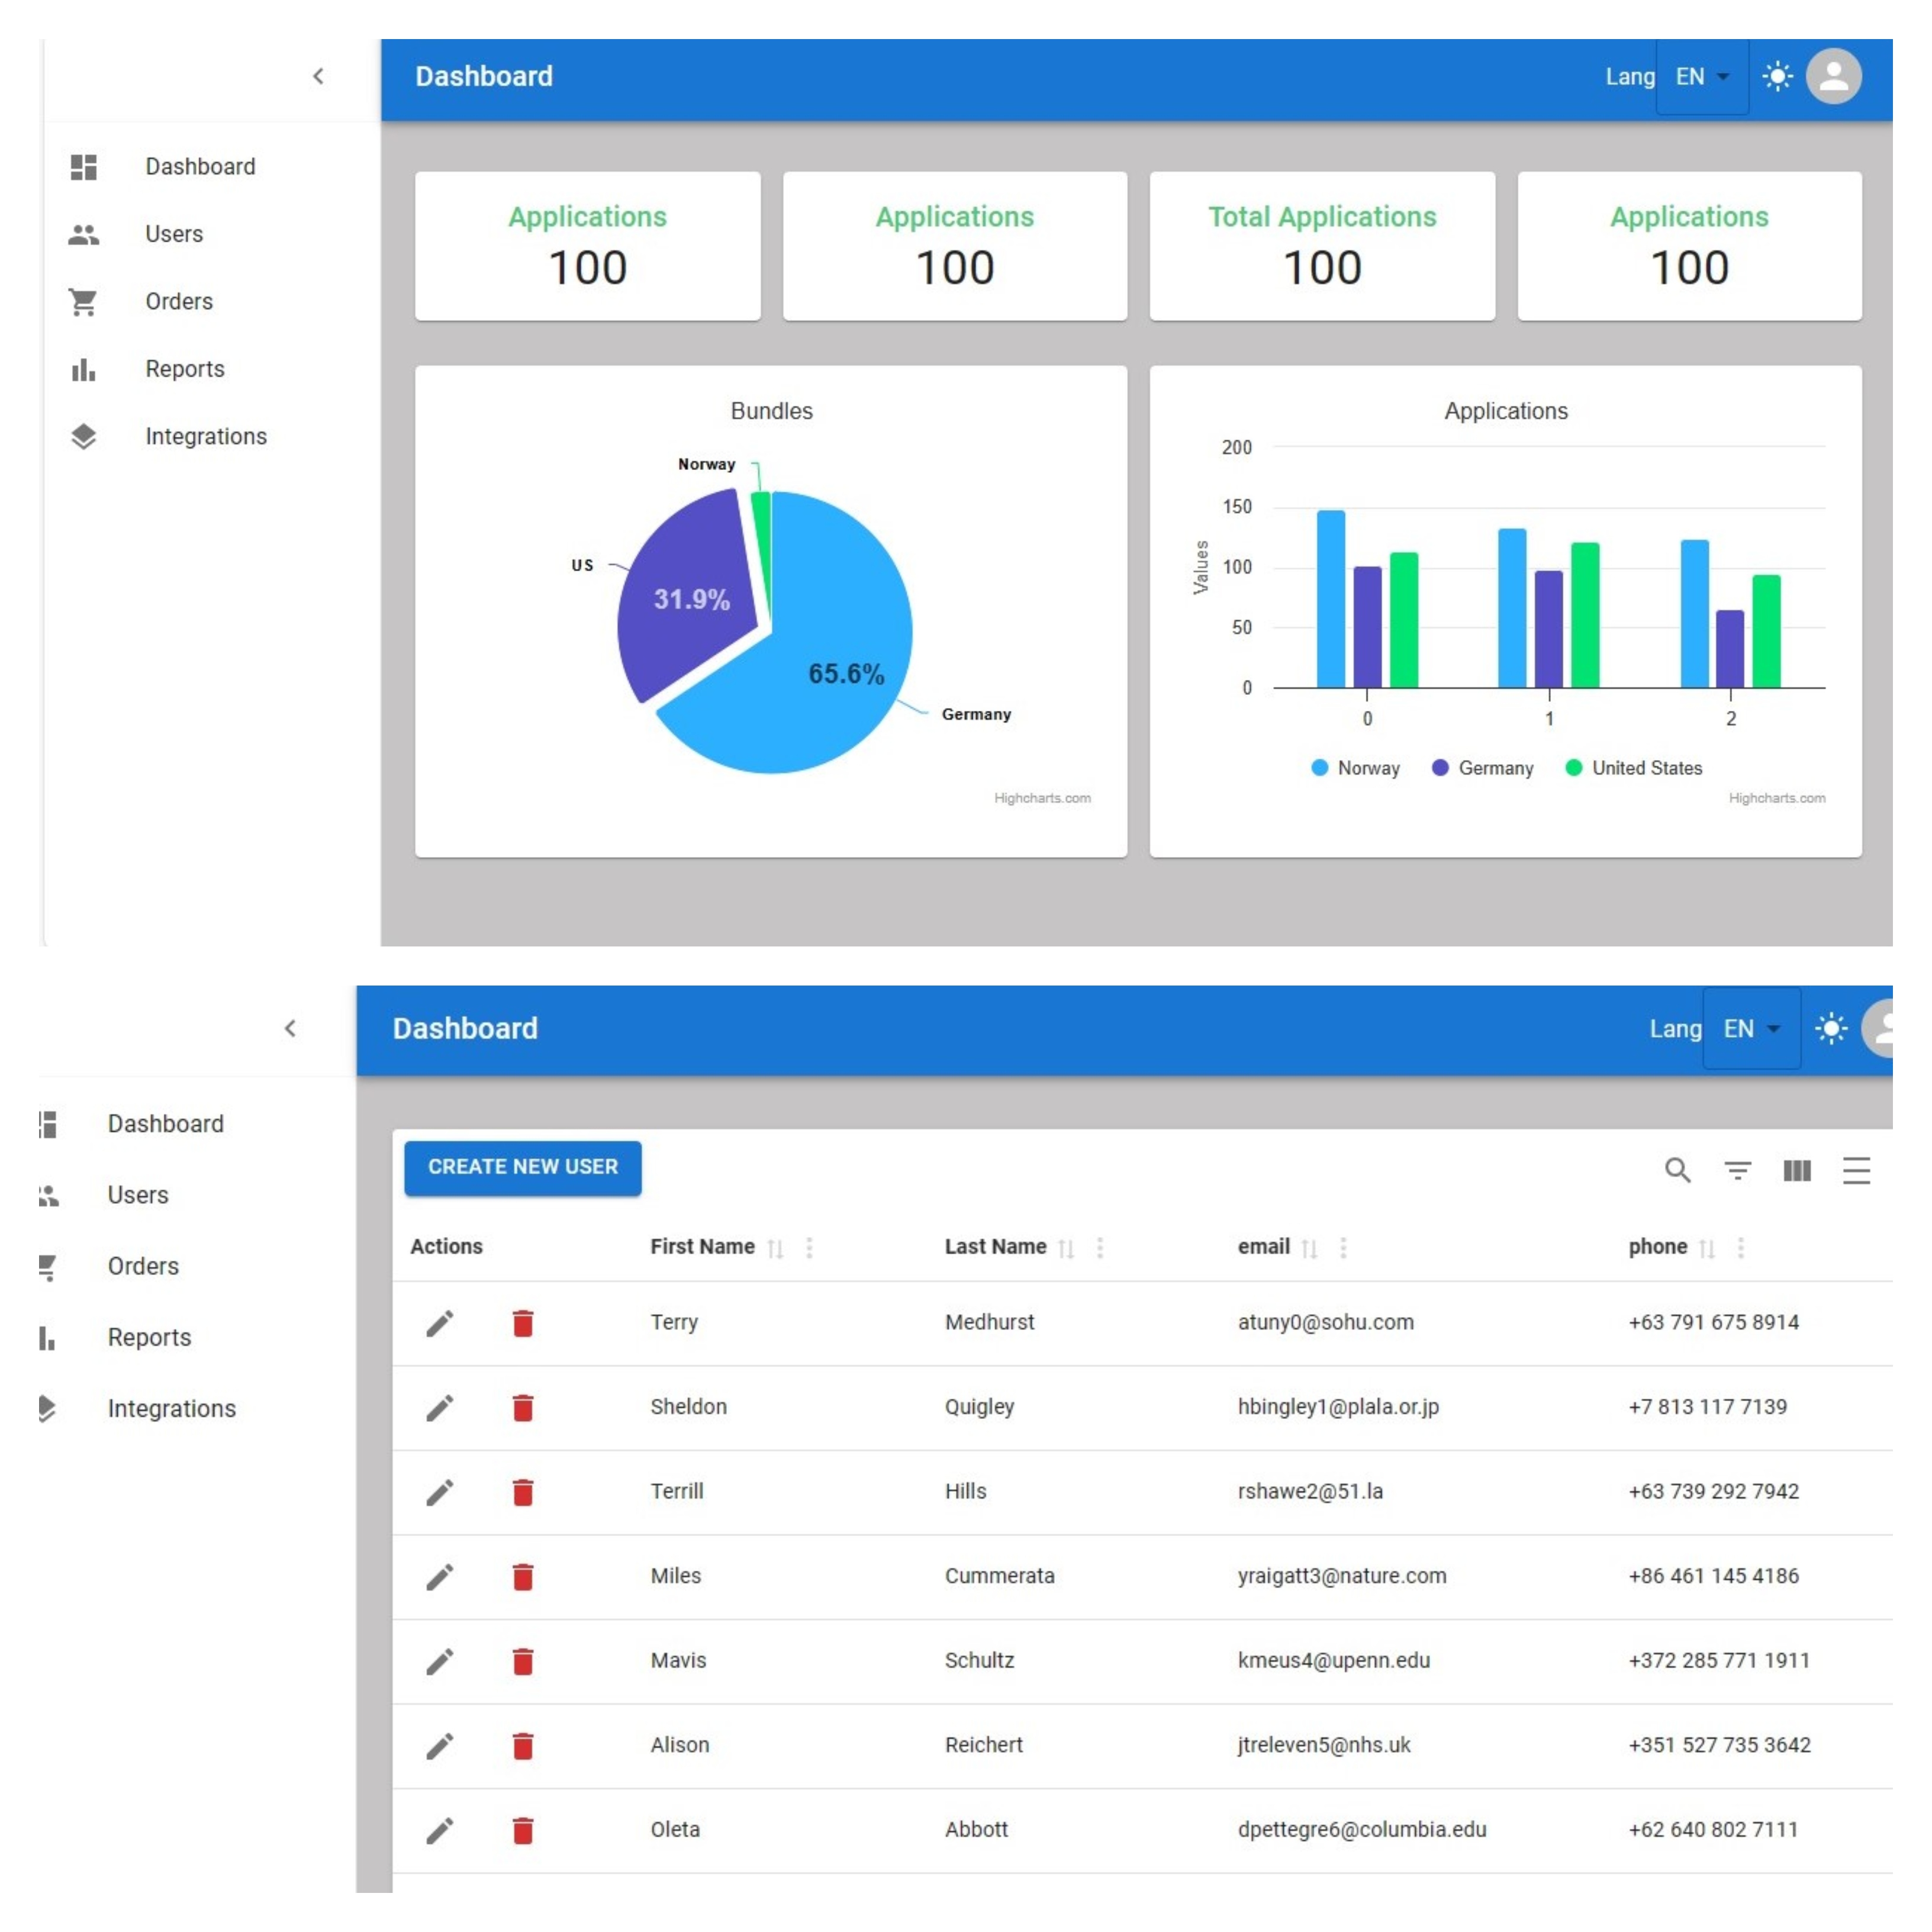 Dashboard
Lang EN
Dashboard
Users
Orders
Reports
Integrations
Applications
100
Applications
100
Total Applications
100
Applications
100
Bundles
Norway
US
31.9%
65.6%
Germany
Highcharts.com
Applications
200
150
100
50
0
Values
0 1 2
Norway Germany United States
Highcharts.com
Dashboard
Lang EN
Dashboard
Users
Orders
Reports
Integrations
CREATE NEW USER
Actions First Name Last Name email phone
Terry Medhurst atuny0@sohu.com +63 791 675 8914
Sheldon Quigley hbingley1@plala.or.jp +7 813 117 7139
Terrill Hills rshawe2@51.la +63 739 292 7942
Miles Cummerata yraigatt3@nature.com +86 461 145 4186
Mavis Schultz kmeus4@upenn.edu +372 285 771 1911
Alison Reichert jtreleven5@nhs.uk +351 527 735 3642
Oleta Abbott dpettegre6@columbia.edu +62 640 802 7111